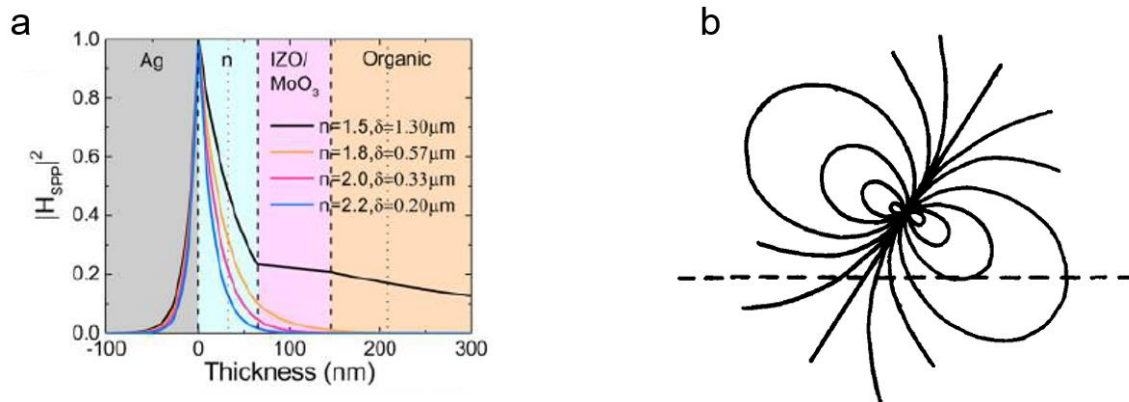 a
b
1.0
0.8
0.6
0.4
0.2
0.0
|H_SPP|²
Ag
n
IZO/
MoO₃
Organic
n=1.5,δ=1.30μm
n=1.8,δ=0.57μm
n=2.0,δ=0.33μm
n=2.2,δ=0.20μm
-100
0
100
200
300
Thickness (nm)